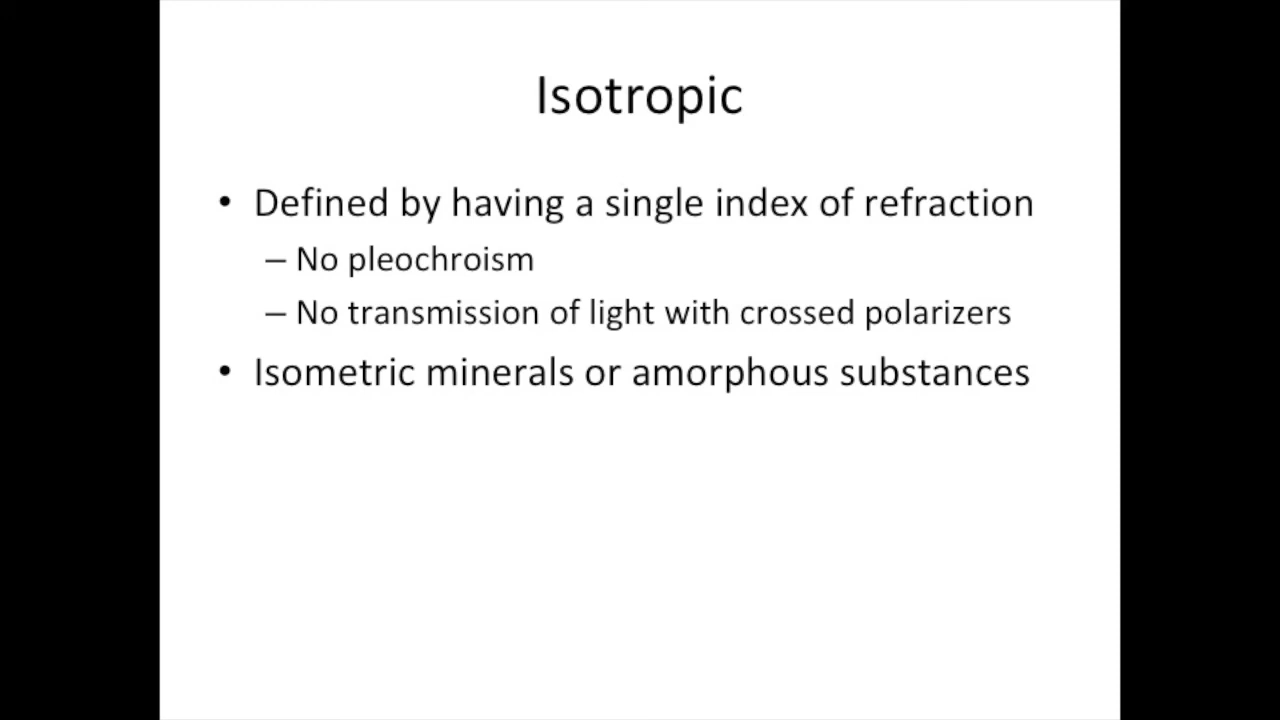 Isotropic
• Defined by having a single index of refraction
– No pleochroism
– No transmission of light with crossed polarizers
• Isometric minerals or amorphous substances